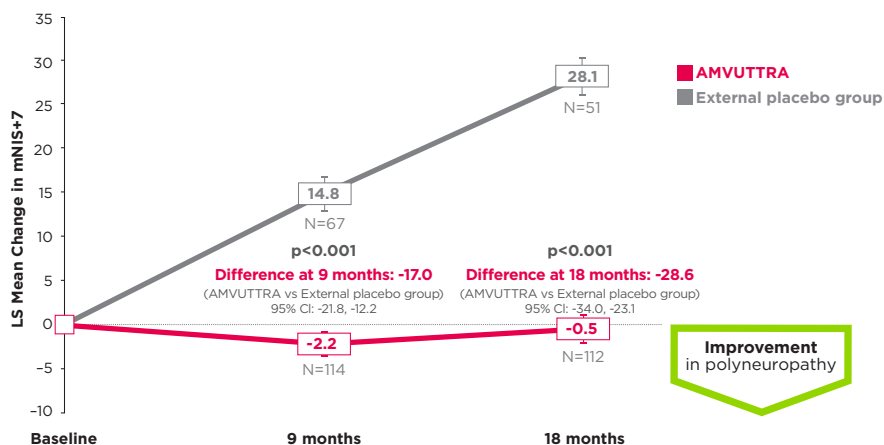 LS Mean Change in mNIS+7
35
30
25
20
15
10
5
0
−5
−10
28.1
N=51
14.8
N=67
AMVUTTRA
External placebo group
p<0.001
Difference at 9 months: -17.0
(AMVUTTRA vs External placebo group)
95% CI: -21.8, -12.2
p<0.001
Difference at 18 months: -28.6
(AMVUTTRA vs External placebo group)
95% CI: -34.0, -23.1
-2.2
N=114
-0.5
N=112
Improvement
in polyneuropathy
Baseline
9 months
18 months